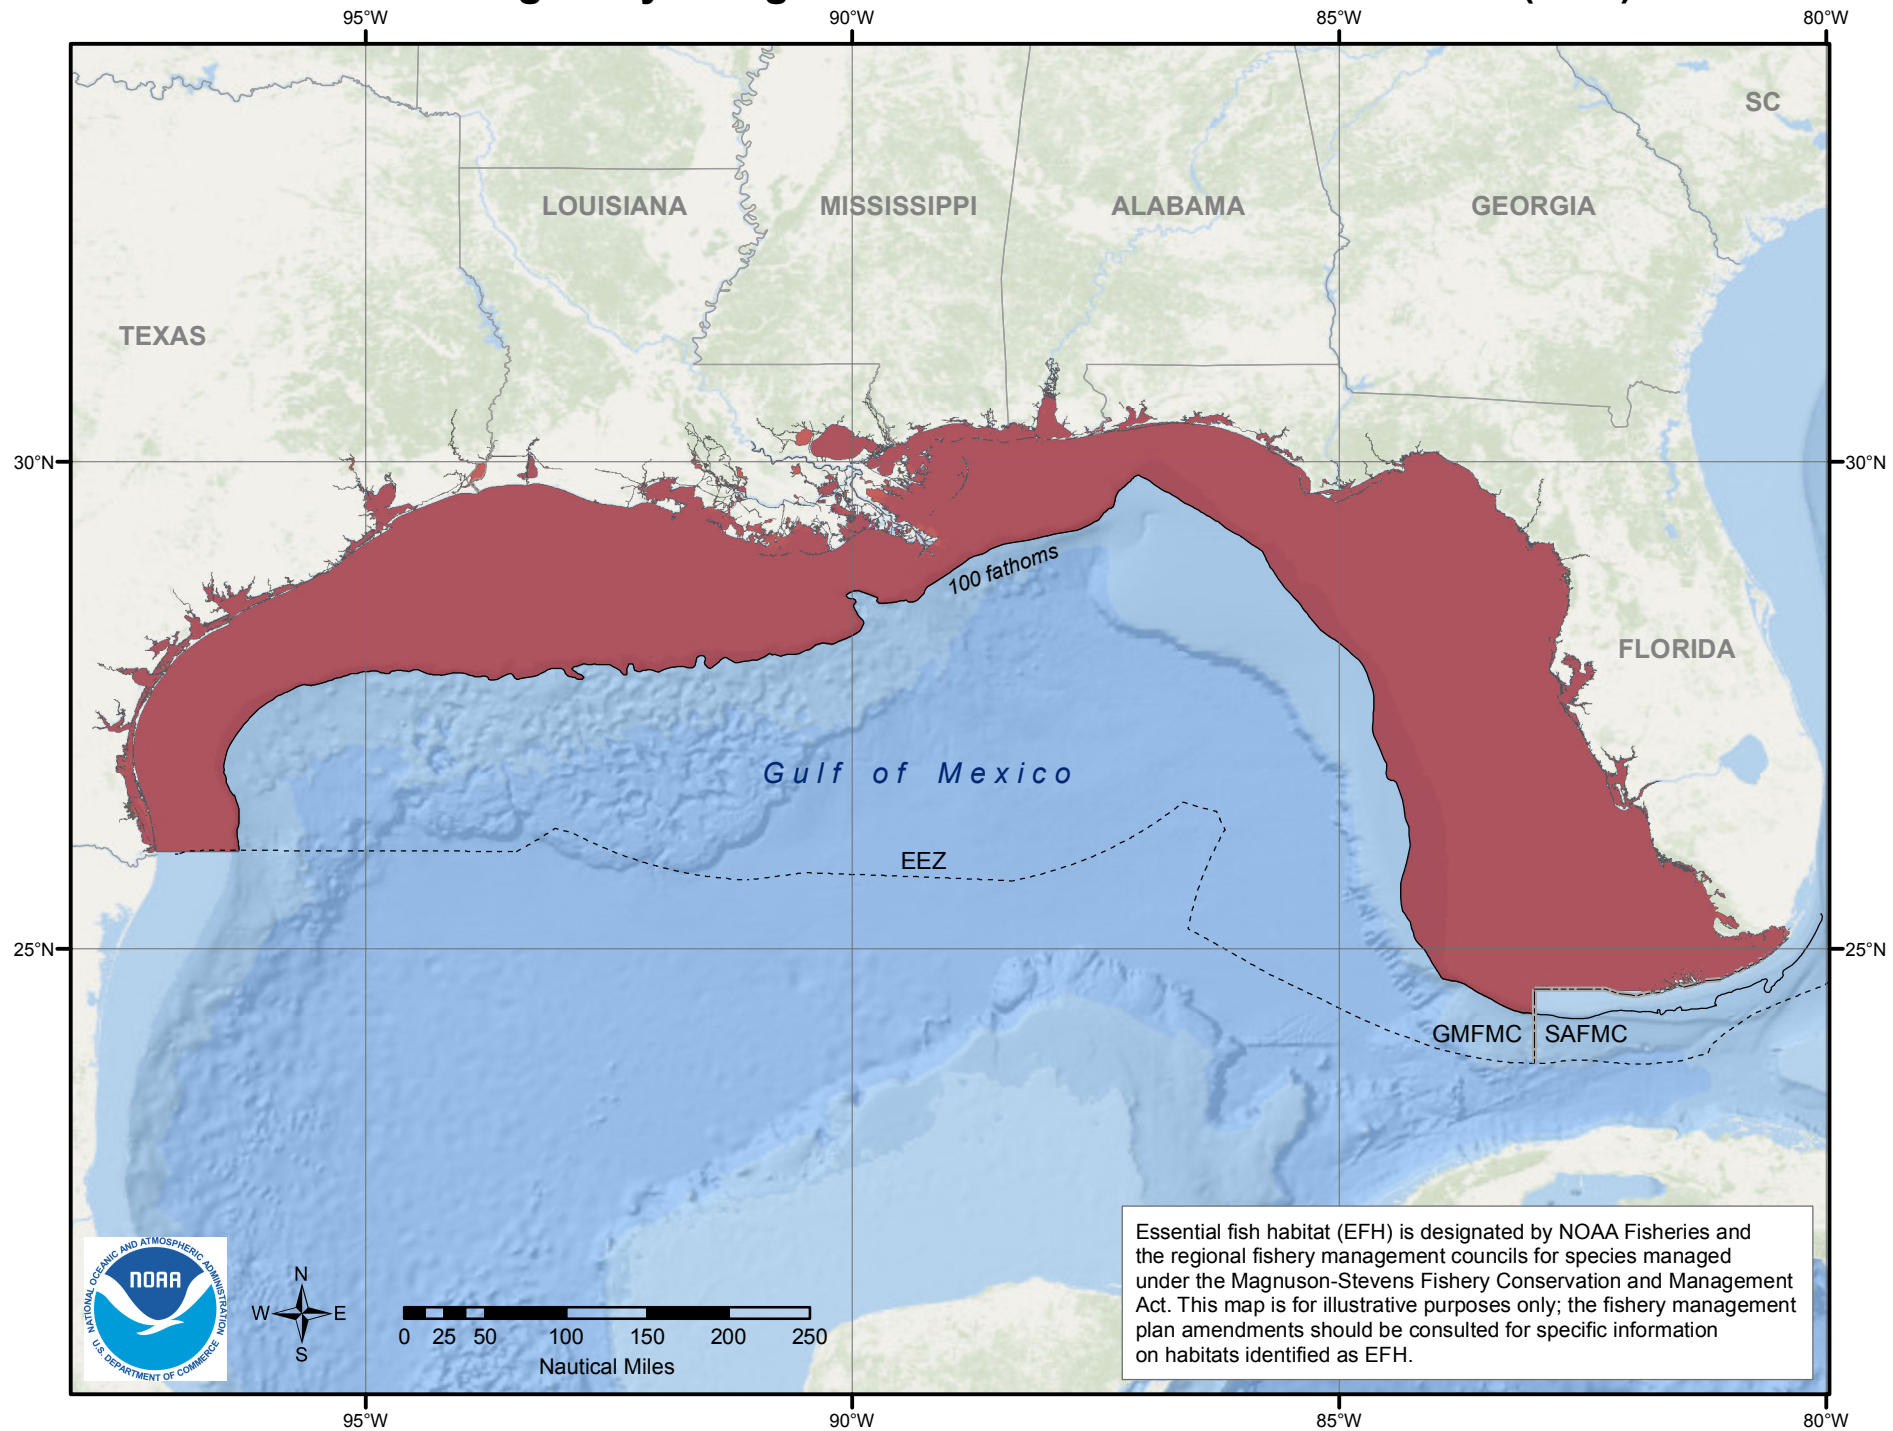 95°W 90°W 85°W 80°W
SC
LOUISIANA MISSISSIPPI ALABAMA GEORGIA
TEXAS
30°N 30°N
100 fathoms
FLORIDA
Gulf of Mexico
EEZ
25°N 25°N
GMFMC SAFMC
Essential fish habitat (EFH) is designated by NOAA Fisheries and
the regional fishery management councils for species managed
under the Magnuson-Stevens Fishery Conservation and Management
Act. This map is for illustrative purposes only; the fishery management
plan amendments should be consulted for specific information
on habitats identified as EFH.
NATIONAL OCEANIC AND ATMOSPHERIC ADMINISTRATION
NOAA
U.S. DEPARTMENT OF COMMERCE
N
W E
S
0 25 50 100 150 200 250
Nautical Miles
95°W 90°W 85°W 80°W